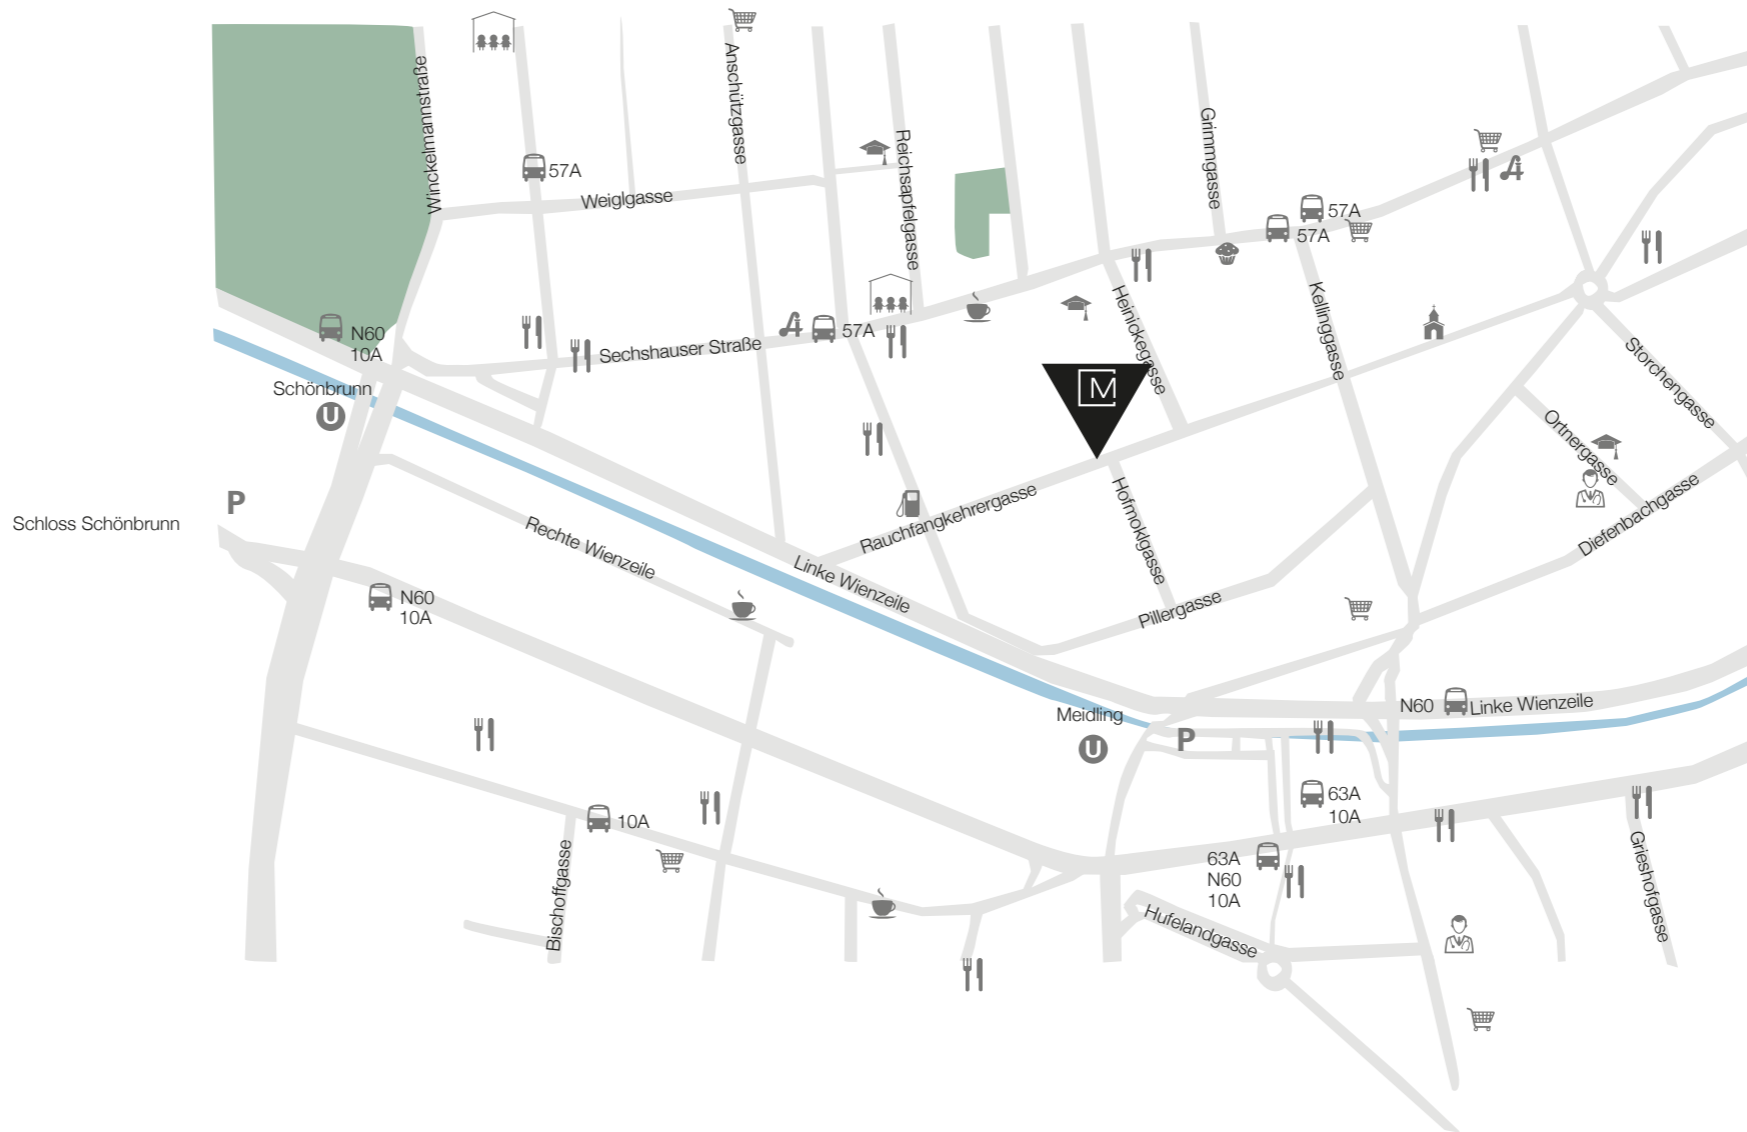 Winckelmannstraße
Anschützgasse
Reichsapfelgasse
Grimmgasse
57A
Weiglgasse
57A
57A
N60
10A
Schönbrunn
U
Sechshauser Straße
57A
Heinickegasse
Kellinggasse
Storchengasse
Ortnergasse
Diefenbachgasse
M
P
Schloss Schönbrunn
Rauchfangkehrergasse
Hofmoklgasse
Rechte Wienzeile
Linke Wienzeile
Pillergasse
N60
10A
Meidling
U
P
N60
Linke Wienzeile
10A
Bischoffgasse
63A
10A
63A
N60
10A
Hufelandgasse
Grieshofgasse